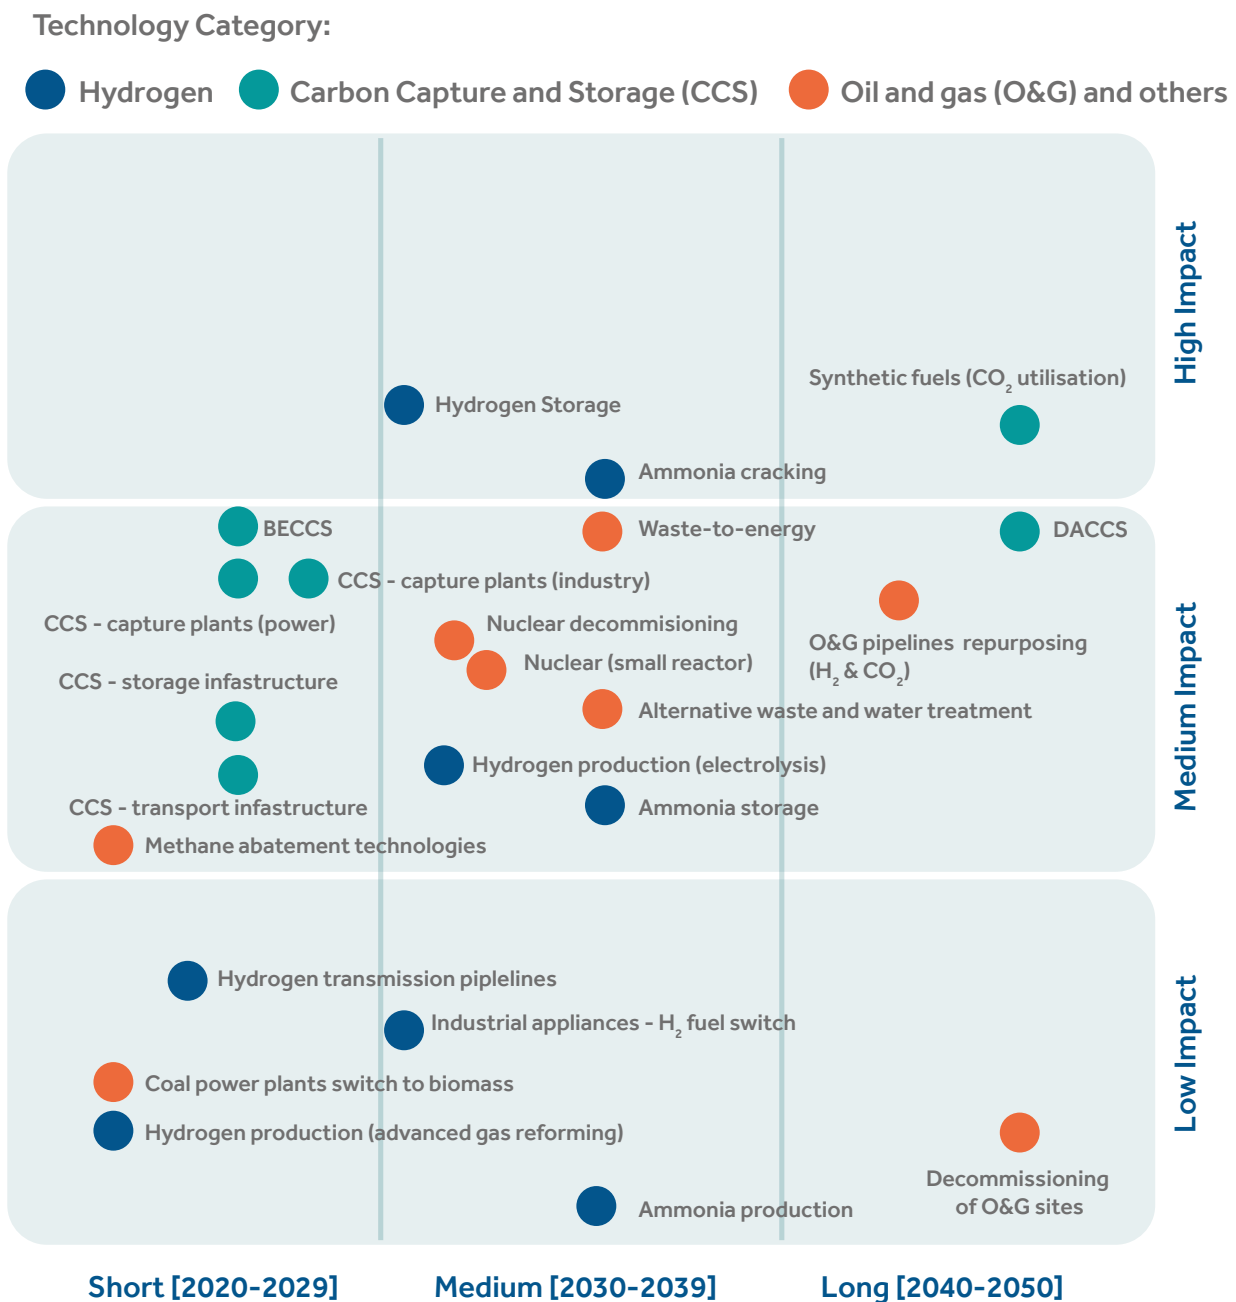 Technology Category:
Hydrogen
Carbon Capture and Storage (CCS)
Oil and gas (O&G) and others
High Impact
Synthetic fuels (CO₂ utilisation)
Hydrogen Storage
Ammonia cracking
Medium Impact
BECCS
Waste-to-energy
DACCS
CCS - capture plants (industry)
CCS - capture plants (power)
Nuclear decommisioning
O&G pipelines repurposing
(H₂ & CO₂)
Nuclear (small reactor)
CCS - storage infastructure
Alternative waste and water treatment
Hydrogen production (electrolysis)
CCS - transport infastructure
Ammonia storage
Methane abatement technologies
Low Impact
Hydrogen transmission piplelines
Industrial appliances - H₂ fuel switch
Coal power plants switch to biomass
Hydrogen production (advanced gas reforming)
Decommissioning
of O&G sites
Ammonia production
Short [2020-2029]
Medium [2030-2039]
Long [2040-2050]